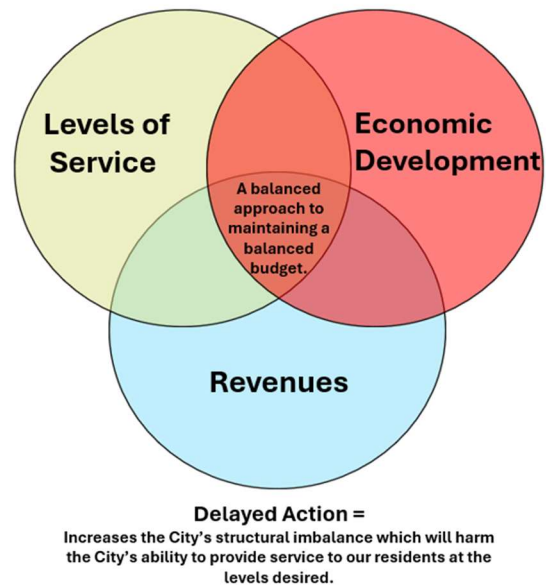 Levels of
Service
Economic
Development
A balanced
approach to
maintaining a
balanced
budget.
Revenues
Delayed Action =
Increases the City's structural imbalance which will harm
the City's ability to provide service to our residents at the
levels desired.